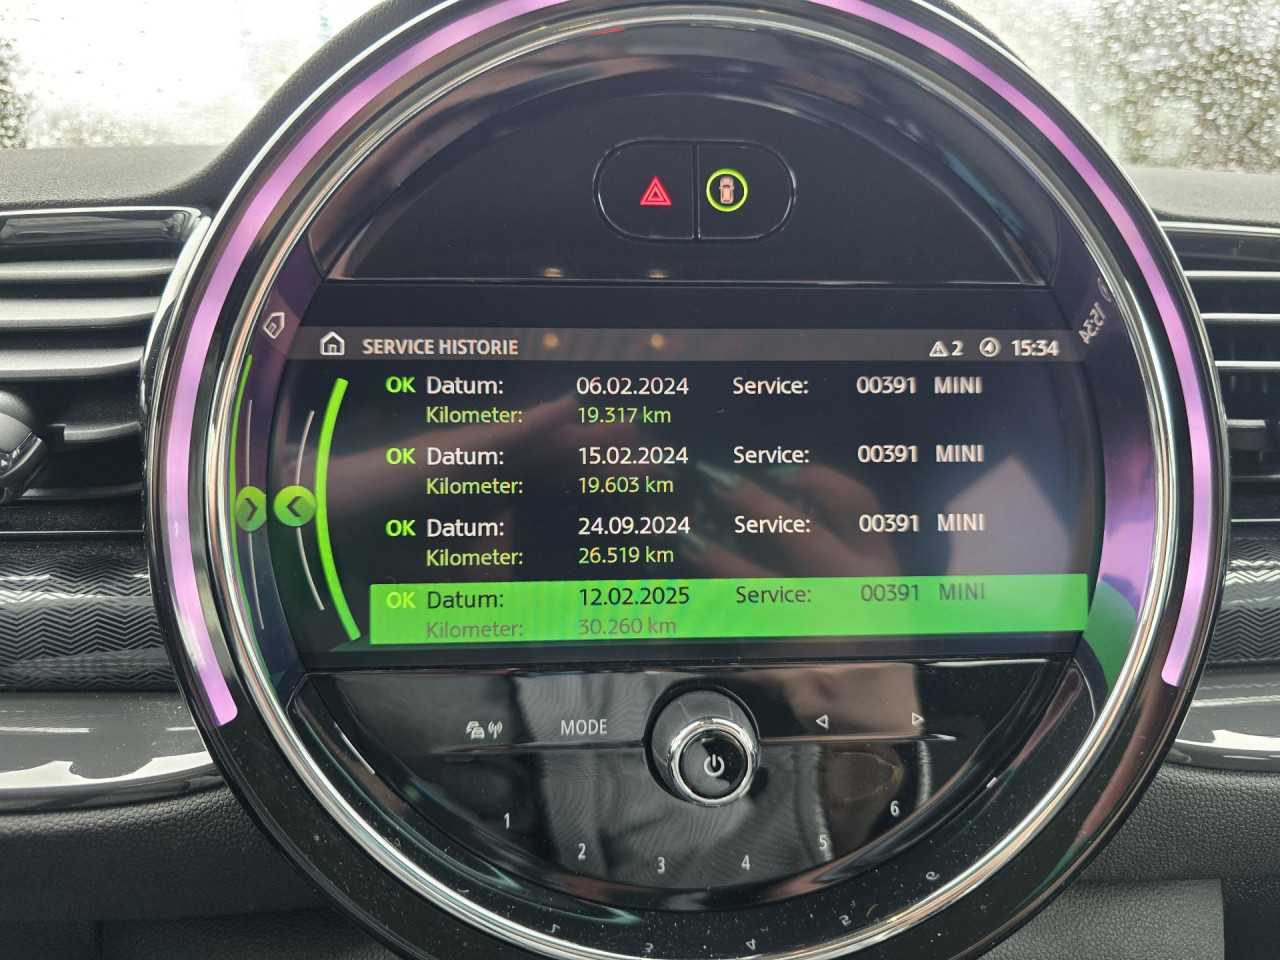 SERVICE HISTORIE 2 15:34
OK Datum: 06.02.2024 Service: 00391 MINI
Kilometer: 19.317 km
OK Datum: 15.02.2024 Service: 00391 MINI
Kilometer: 19.603 km
OK Datum: 24.09.2024 Service: 00391 MINI
Kilometer: 26.519 km
OK Datum: 12.02.2025 Service: 00391 MINI
Kilometer: 30.260 km
MODE
1 2 3 4 5 6